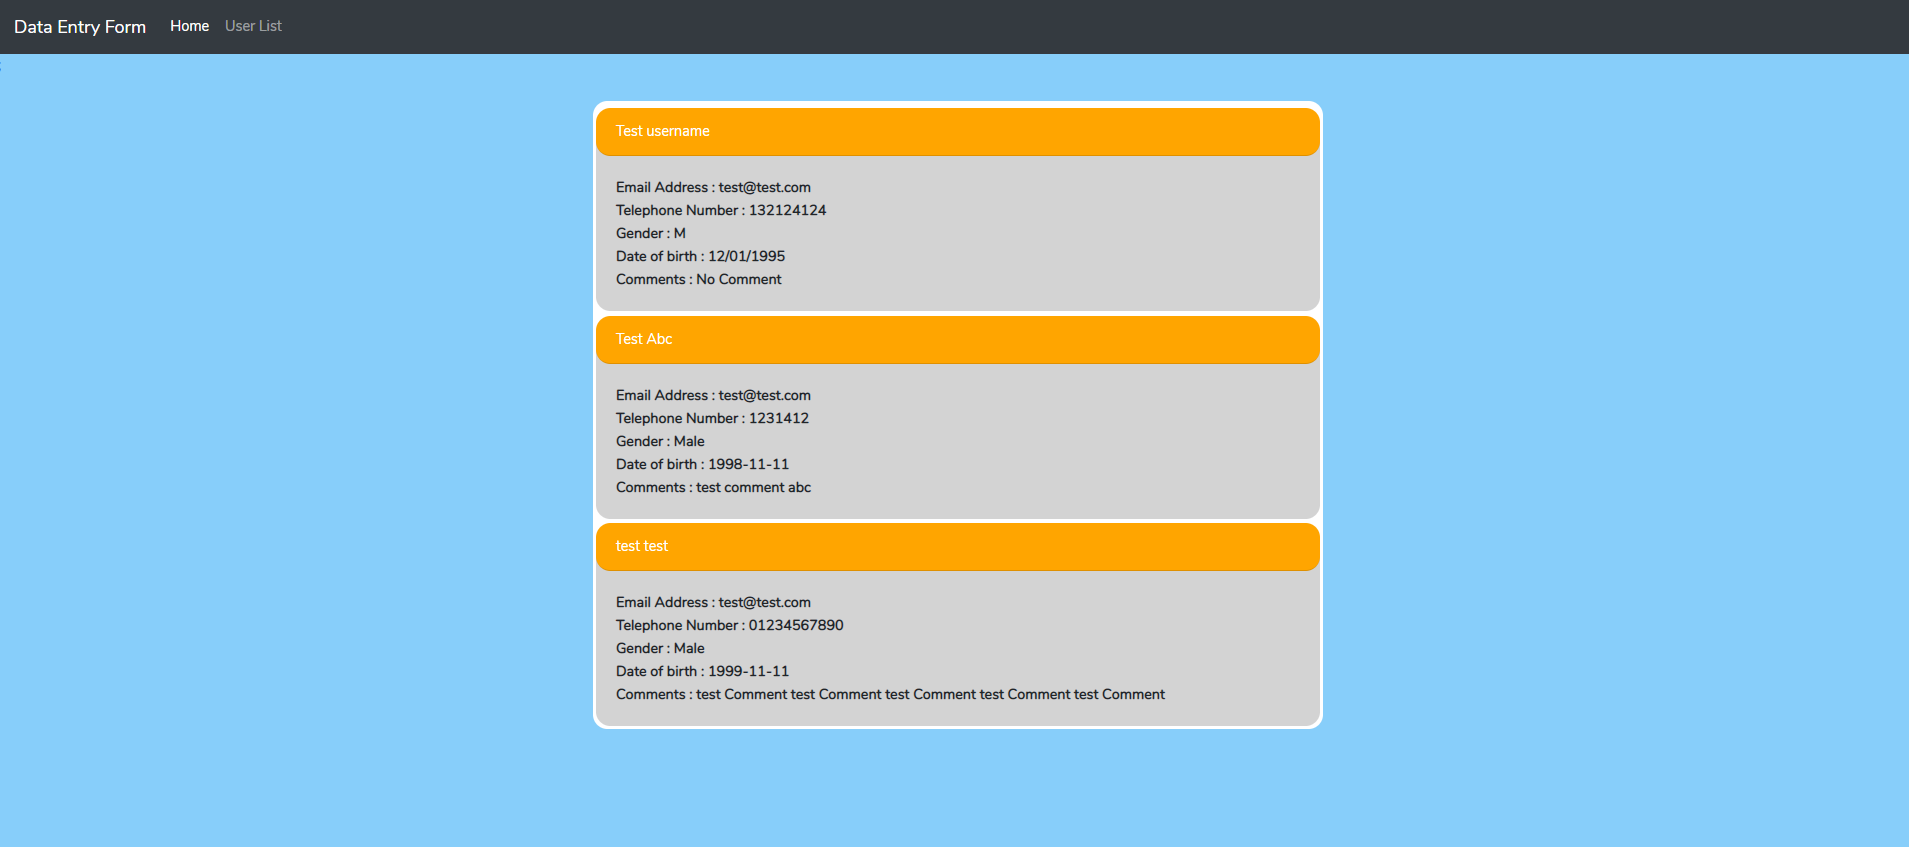 Data Entry Form Home User List
Test username
Email Address : test@test.com
Telephone Number : 132124124
Gender : M
Date of birth : 12/01/1995
Comments : No Comment
Test Abc
Email Address : test@test.com
Telephone Number : 1231412
Gender : Male
Date of birth : 1998-11-11
Comments : test comment abc
test test
Email Address : test@test.com
Telephone Number : 01234567890
Gender : Male
Date of birth : 1999-11-11
Comments : test Comment test Comment test Comment test Comment test Comment